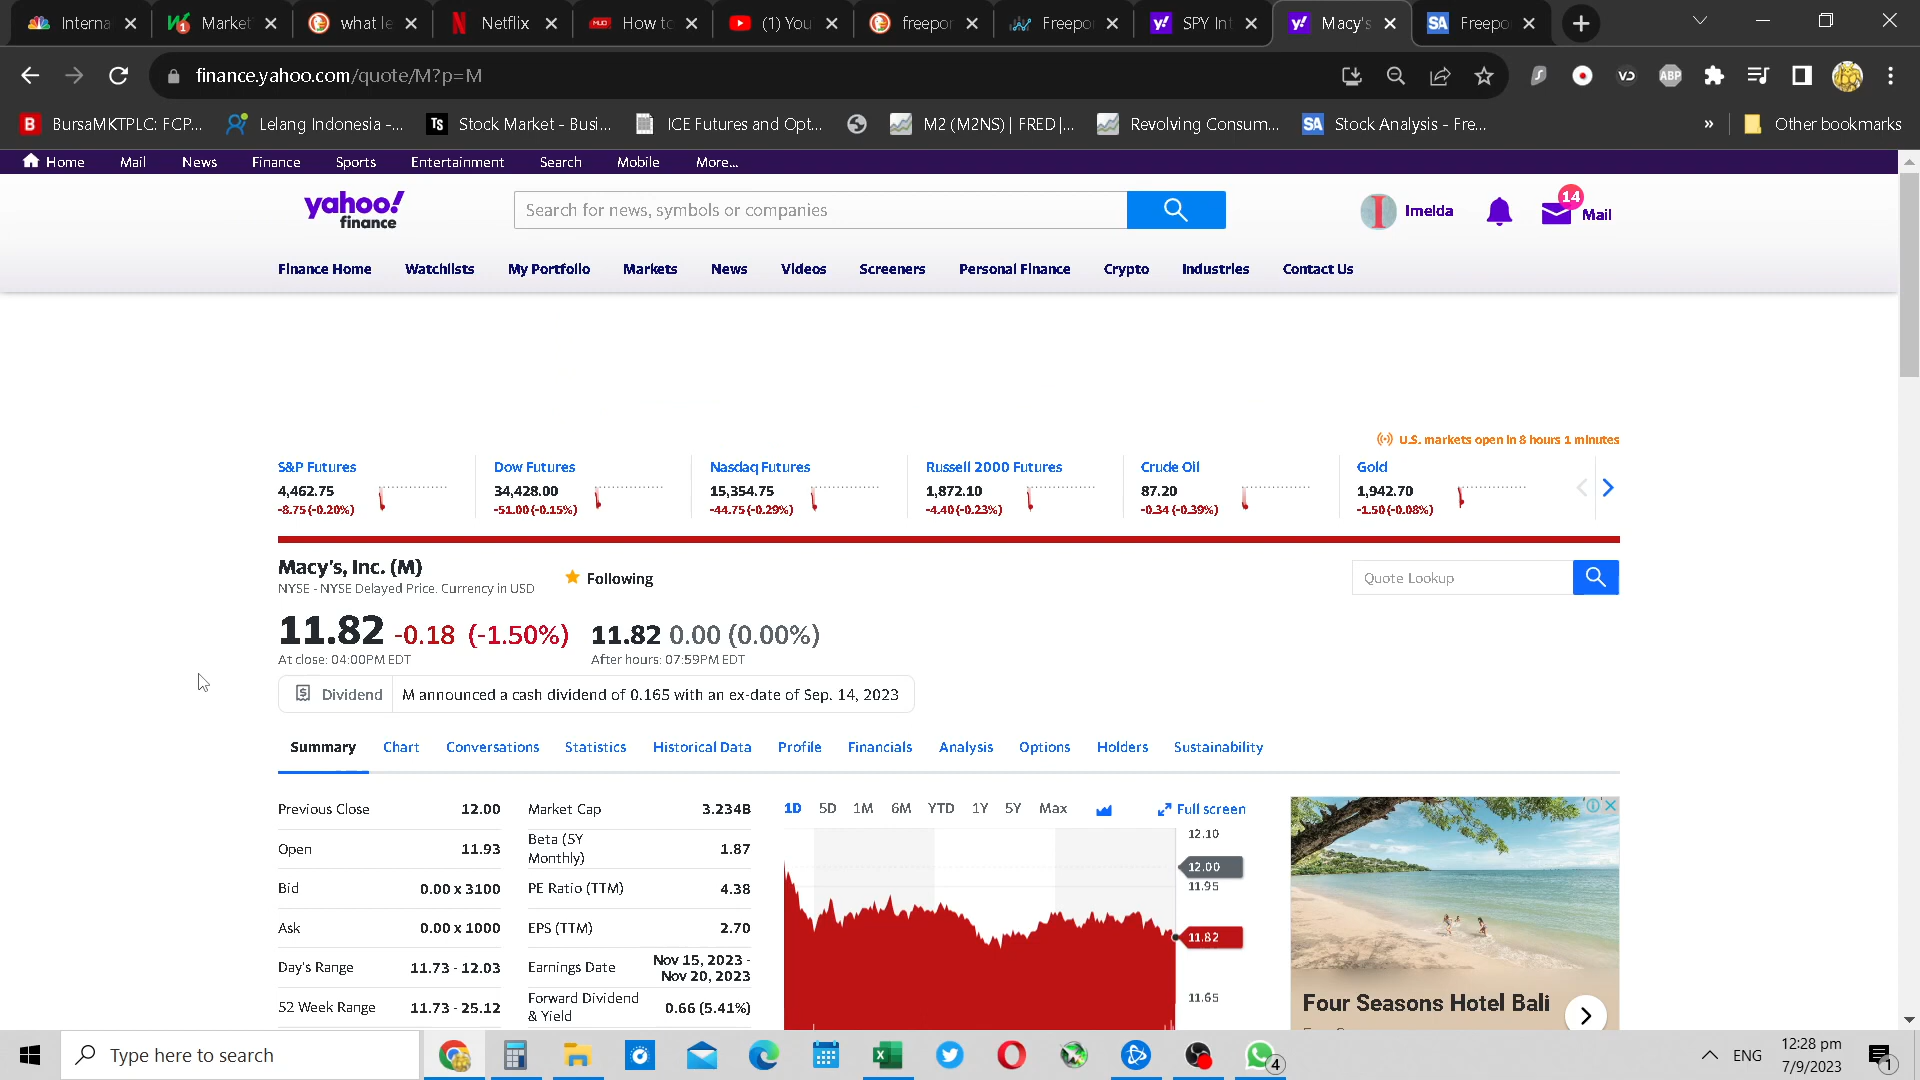 Interna
Market
what le
Netflix
How to
(1) You
freepor
Freepor
SPY Int
Macy's
Freepo
finance.yahoo.com/quote/M?p=M
BursaMKTPLC: FCP...
Lelang Indonesia -...
Stock Market - Busi...
ICE Futures and Opt...
M2 (M2NS) | FRED |...
Revolving Consum...
Stock Analysis - Fre...
» Other bookmarks
Home Mail News Finance Sports Entertainment Search Mobile More...
yahoo!
finance
Search for news, symbols or companies
Imelda
14
Mail
Finance Home Watchlists My Portfolio Markets News Videos Screeners Personal Finance Crypto Industries Contact Us
U.S. markets open in 8 hours 1 minutes
S&P Futures
4,462.75
-8.75 (-0.20%)
Dow Futures
34,428.00
-51.00 (-0.15%)
Nasdaq Futures
15,354.75
-44.75 (-0.29%)
Russell 2000 Futures
1,872.10
-4.40 (-0.23%)
Crude Oil
87.20
-0.34 (-0.39%)
Gold
1,942.70
-1.50 (-0.08%)
Macy's, Inc. (M)
NYSE - NYSE Delayed Price. Currency in USD
Following
Quote Lookup
11.82 -0.18 (-1.50%)
At close: 04:00PM EDT
11.82 0.00 (0.00%)
After hours: 07:59PM EDT
Dividend M announced a cash dividend of 0.165 with an ex-date of Sep. 14, 2023
Summary Chart Conversations Statistics Historical Data Profile Financials Analysis Options Holders Sustainability
Previous Close 12.00
Open 11.93
Bid 0.00 x 3100
Ask 0.00 x 1000
Day's Range 11.73 - 12.03
52 Week Range 11.73 - 25.12
Market Cap 3.234B
Beta (5Y
Monthly) 1.87
PE Ratio (TTM) 4.38
EPS (TTM) 2.70
Earnings Date Nov 15, 2023 -
Nov 20, 2023
Forward Dividend
& Yield 0.66 (5.41%)
1D 5D 1M 6M YTD 1Y 5Y Max Full screen
12.10
12.00
11.95
11.82
11.65
Four Seasons Hotel Bali
Type here to search
4
ENG
12:28 pm
7/9/2023
1